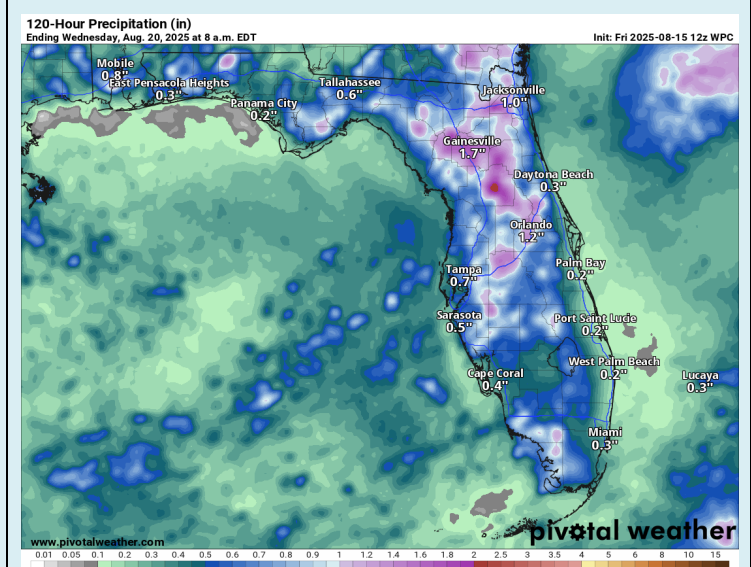 120-Hour Precipitation (in)
Ending Wednesday, Aug. 20, 2025 at 8 a.m. EDT
Init: Fri 2025-08-15 12z WPC
Mobile
0.8"
East Pensacola Heights
0.3"
Tallahassee
0.6"
Panama City
0.2"
Jacksonville
1.0"
Gainesville
1.7"
Daytona Beach
0.3"
Orlando
1.2"
Tampa
0.7"
Palm Bay
0.2"
Sarasota
0.5"
Port Saint Lucie
0.2"
West Palm Beach
0.2"
Cape Coral
0.4"
Lucaya
0.3"
Miami
0.3"
www.pivotalweather.com
pivotal weather
0.01 0.05 0.1 0.2 0.3 0.4 0.5 0.6 0.7 0.8 0.9 1 1.2 1.4 1.6 1.8 2 2.5 3 3.5 4 5 6 8 10 15